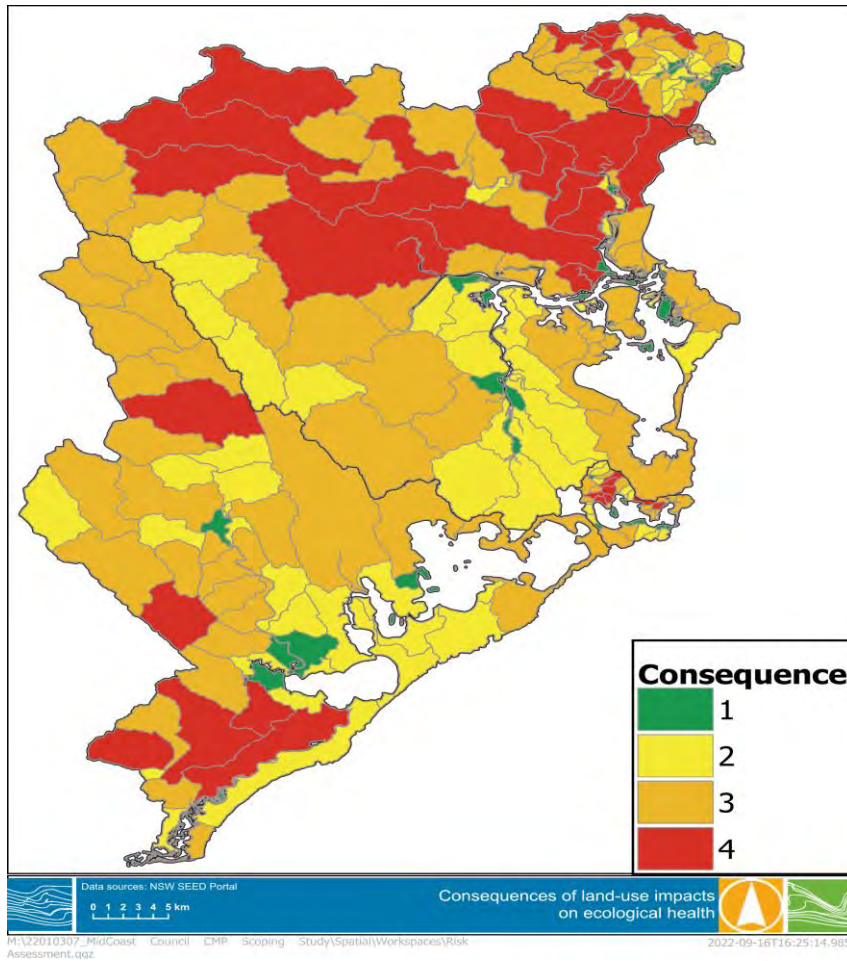 Consequence
1
2
3
4
Data sources: NSW SEED Portal
0 1 2 3 4 5 km
Consequences of land-use impacts
on ecological health
M:\22010307_MidCoast Council CMP Scoping Study\Spatial\Workspaces\Risk
Assessment.qgz
2022-09-16T16:25:14.985